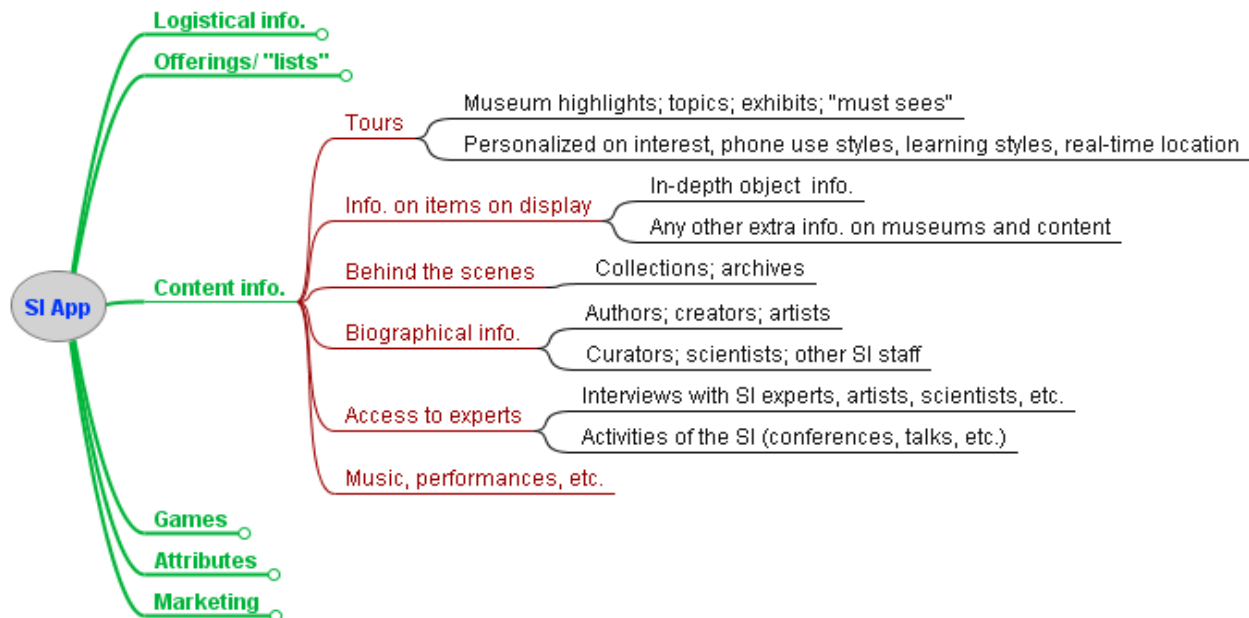 Logistical info.
Offerings/ "lists"
SI App
Content info.
Tours
Museum highlights; topics; exhibits; "must sees"
Personalized on interest, phone use styles, learning styles, real-time location
Info. on items on display
In-depth object info.
Any other extra info. on museums and content
Behind the scenes
Collections; archives
Biographical info.
Authors; creators; artists
Curators; scientists; other SI staff
Access to experts
Interviews with SI experts, artists, scientists, etc.
Activities of the SI (conferences, talks, etc.)
Music, performances, etc.
Games
Attributes
Marketing